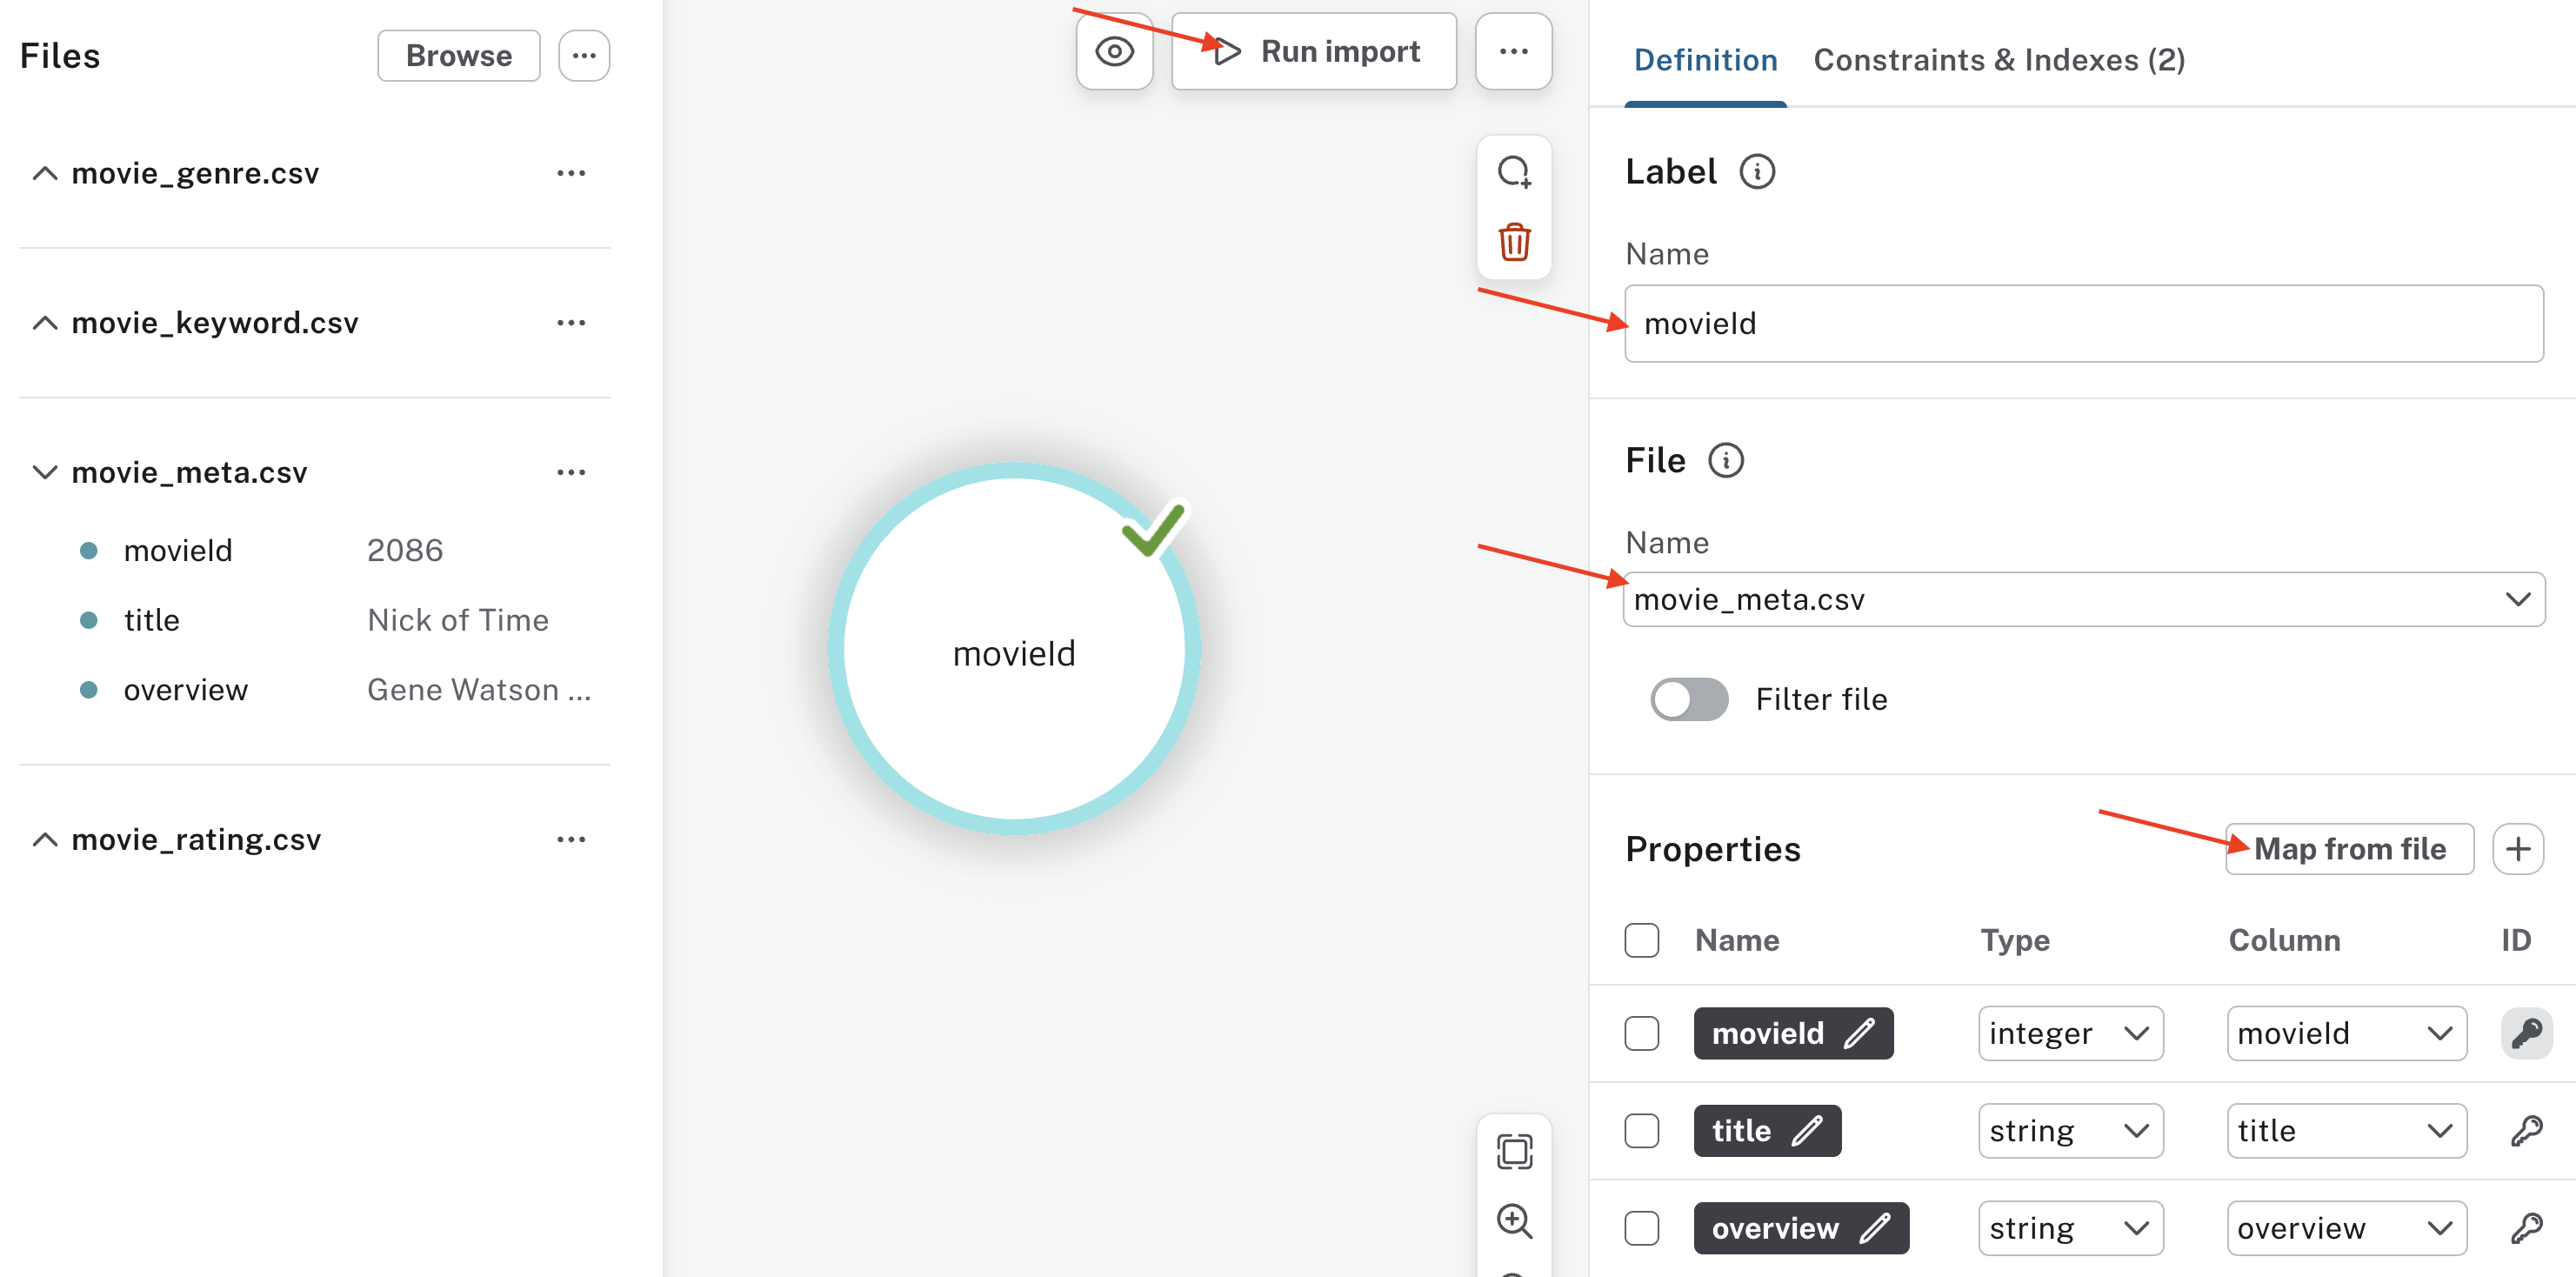 Files
Browse
movie_genre.csv
movie_keyword.csv
movie_meta.csv
movieId 2086
title Nick of Time
overview Gene Watson ...
movie_rating.csv
Run import
movieId
Definition Constraints & Indexes (2)
Label
Name
movieId
File
Name
movie_meta.csv
Filter file
Properties
Map from file
Name Type Column ID
movieId integer movieId
title string title
overview string overview